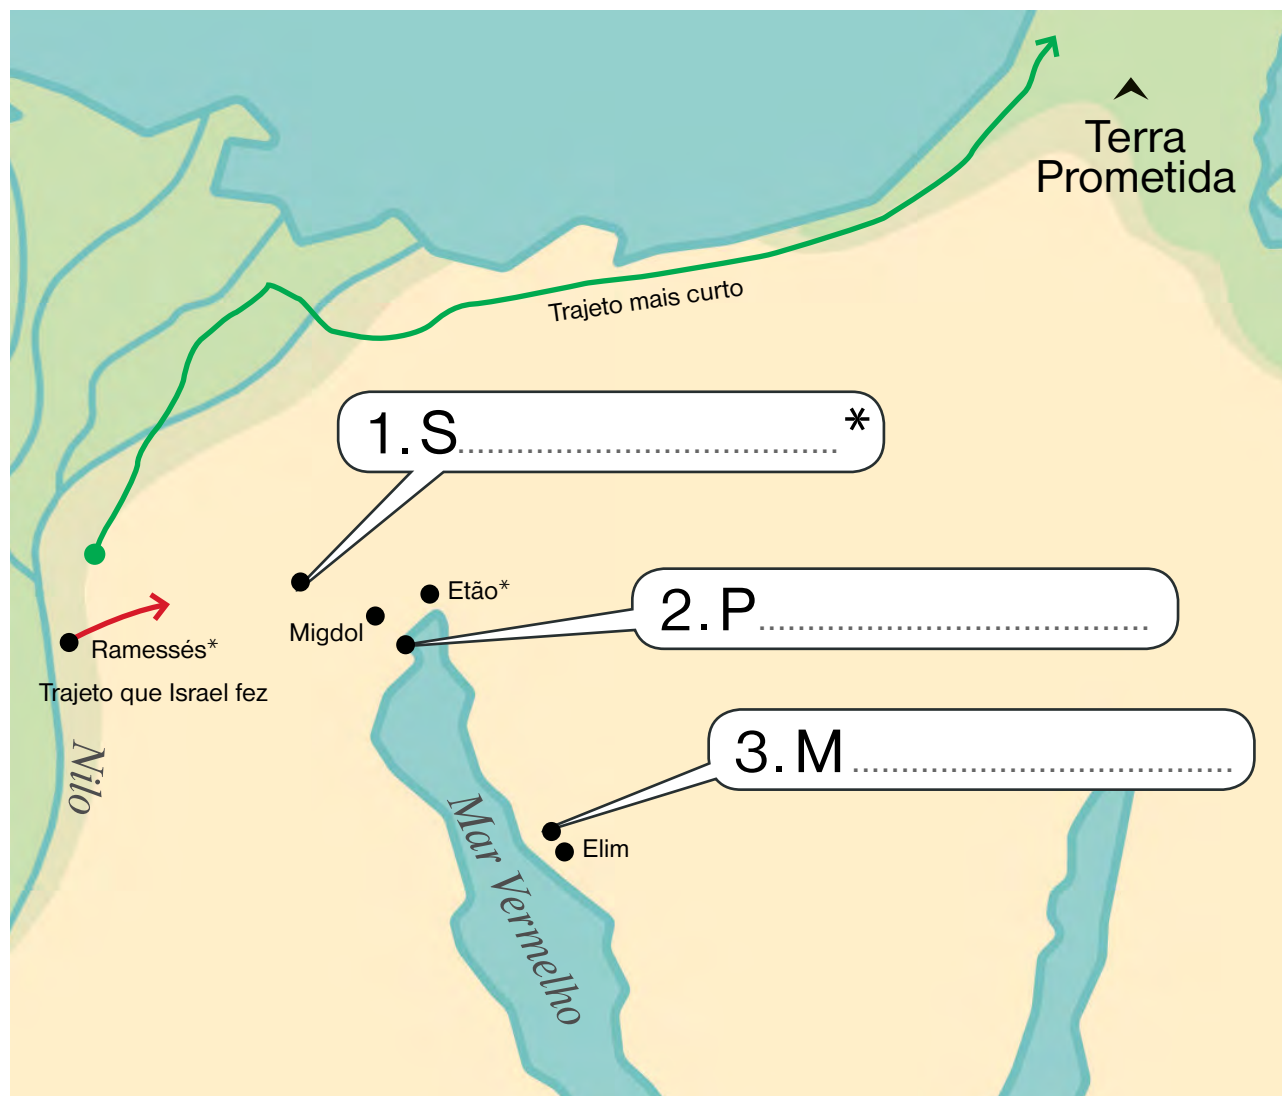 Terra
Prometida
Trajeto mais curto
1. S...................................... *
Etão*
2. P.......................................
Migdol
Ramessés*
Trajeto que Israel fez
Nilo
3. M.......................................
Mar Vermelho
Elim